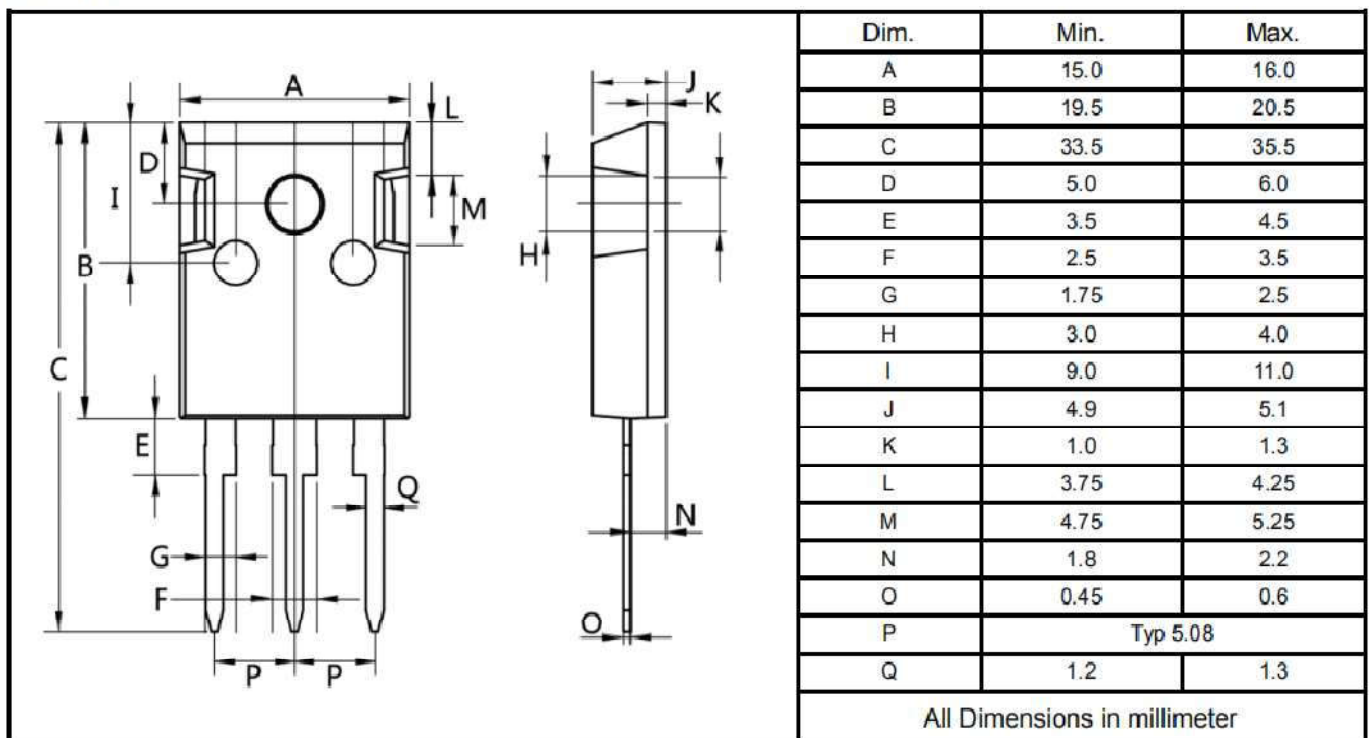 A
L
D
I
M
B
C
E
Q
G
F
P P
J
K
H
N
O
Dim. Min. Max.
A 15.0 16.0
B 19.5 20.5
C 33.5 35.5
D 5.0 6.0
E 3.5 4.5
F 2.5 3.5
G 1.75 2.5
H 3.0 4.0
I 9.0 11.0
J 4.9 5.1
K 1.0 1.3
L 3.75 4.25
M 4.75 5.25
N 1.8 2.2
O 0.45 0.6
P Typ 5.08
Q 1.2 1.3
All Dimensions in millimeter